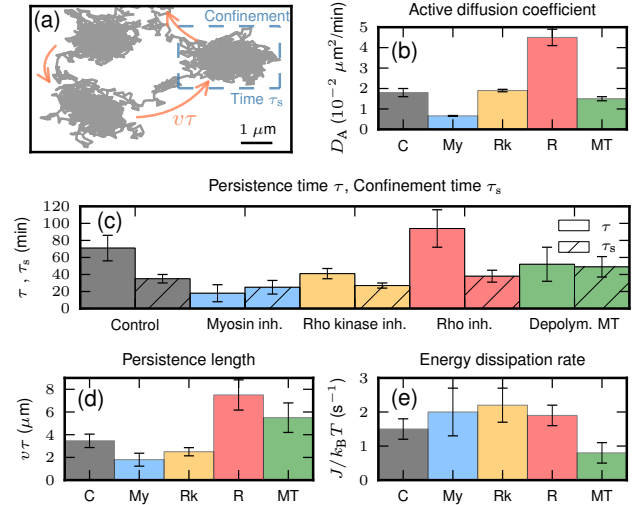 (a)
Confinement
Time τs
vτ
1 μm
Active diffusion coefficient
(b)
D_A (10⁻² μm²/min)
5
4
3
2
1
0
C My Rk R MT
Persistence time τ, Confinement time τs
(c)
τ, τs (min)
120
100
80
60
40
20
0
τ
τs
Control Myosin inh. Rho kinase inh. Rho inh. Depolym. MT
Persistence length
(d)
vτ (μm)
8
6
4
2
0
C My Rk R MT
Energy dissipation rate
(e)
J/k_B T (s⁻¹)
3
2
1
0
C My Rk R MT